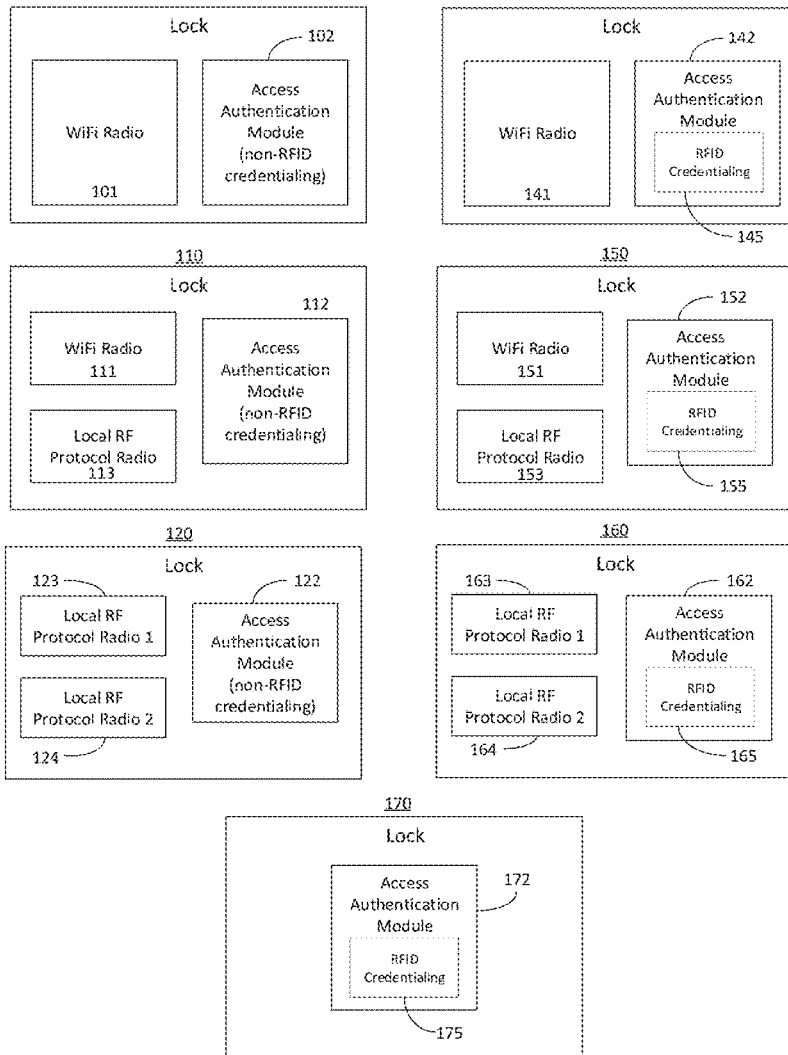 Lock
102
WiFi Radio
101
Access
Authentication
Module
(non-RFID
credentialing)
Lock
142
WiFi Radio
141
Access
Authentication
Module
RFID
Credentialing
145
110
Lock
112
WiFi Radio
111
Local RF
Protocol Radio
113
Access
Authentication
Module
(non-RFID
credentialing)
150
Lock
152
WiFi Radio
151
Local RF
Protocol Radio
153
Access
Authentication
Module
RFID
Credentialing
155
120
Lock
123
Local RF
Protocol Radio 1
Local RF
Protocol Radio 2
124
122
Access
Authentication
Module
(non-RFID
credentialing)
160
Lock
163
Local RF
Protocol Radio 1
Local RF
Protocol Radio 2
164
162
Access
Authentication
Module
RFID
Credentialing
165
170
Lock
Access
Authentication
Module
172
RFID
Credentialing
175